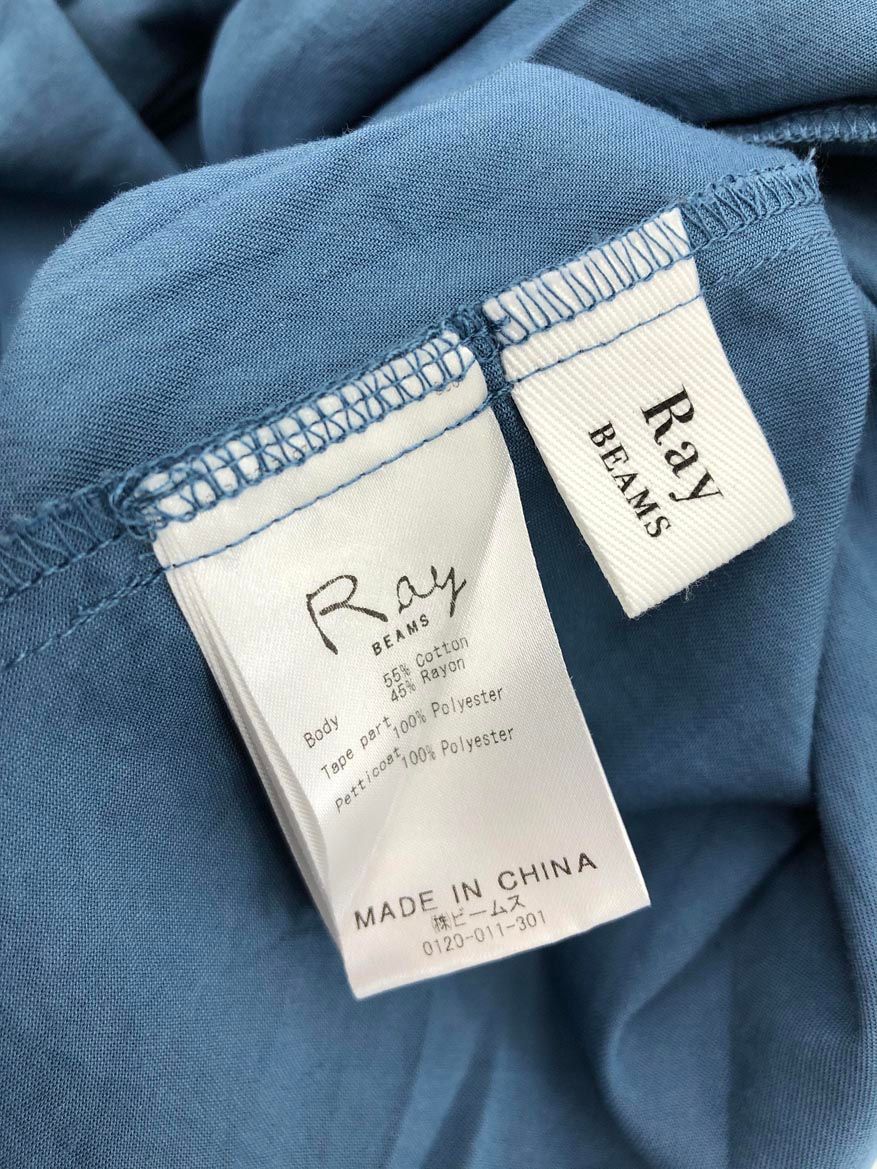 Ray
BEAMS
55% Cotton
Body 45% Rayon
Tape part 100% Polyester
Petticoat 100% Polyester
MADE IN CHINA
㈱ビームス
0120-011-301
Ray
BEAMS